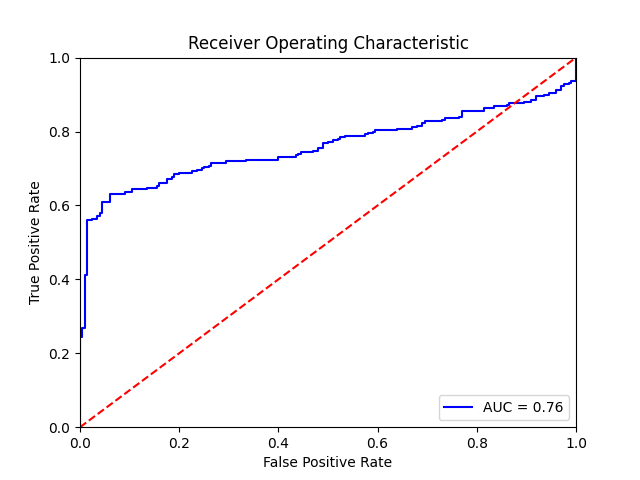 Receiver Operating Characteristic
1.0
0.8
0.6
0.4
0.2
0.0
True Positive Rate
AUC = 0.76
0.0 0.2 0.4 0.6 0.8 1.0
False Positive Rate